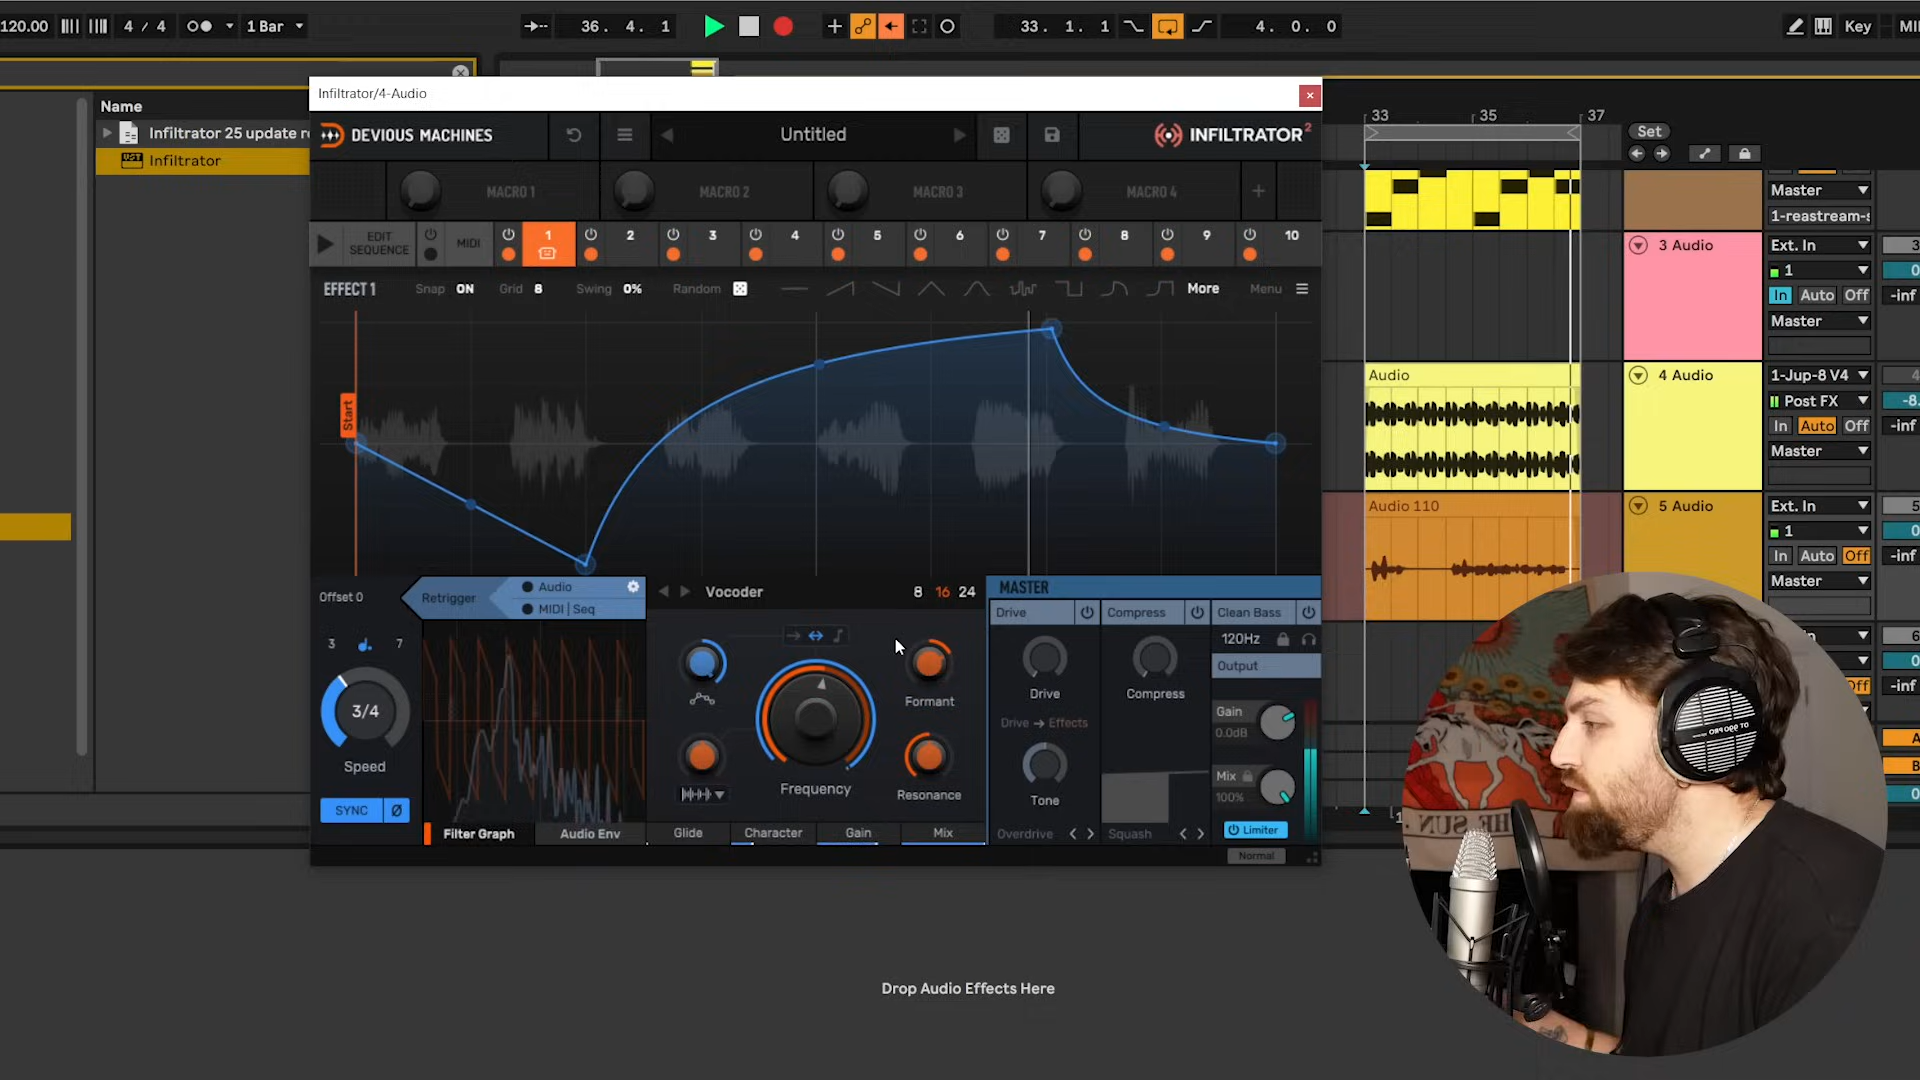 120.00
4 / 4
1 Bar
36. 4. 1
33. 1. 1
4. 0. 0
Key
Infiltrator/4-Audio
Name
Infiltrator 25 update
Infiltrator
DEVIOUS MACHINES
Untitled
INFILTRATOR 2
MACRO 1
MACRO 2
MACRO 3
MACRO 4
EDIT SEQUENCE
MIDI
1 2 3 4 5 6 7 8 9 10
EFFECT 1
Snap ON
Grid 8
Swing 0%
Random
More
Menu
Start
Offset 0
Retrigger
Audio
MIDI | Seq
Vocoder
8 16 24
3 7
3/4
Speed
SYNC Ø
Filter Graph
Audio Env
Frequency
Formant
Resonance
Glide
Character
Gain
Mix
MASTER
Drive
Compress
Clean Bass
120Hz
Output
Drive
Compress
Drive → Effects
Tone
Gain
0.0dB
Mix
100%
Overdrive
Squash
Limiter
Normal
33 35 37
Set
Master
3 Audio
Ext. In
1
In Auto Off
-inf
Master
Audio
4 Audio
1-Jup-8 V4
Post FX
In Auto Off
-inf
Master
Audio 110
5 Audio
Ext. In
1
In Auto Off
-inf
Master
-inf
DT 990 PRO
THE SUN
Drop Audio Effects Here